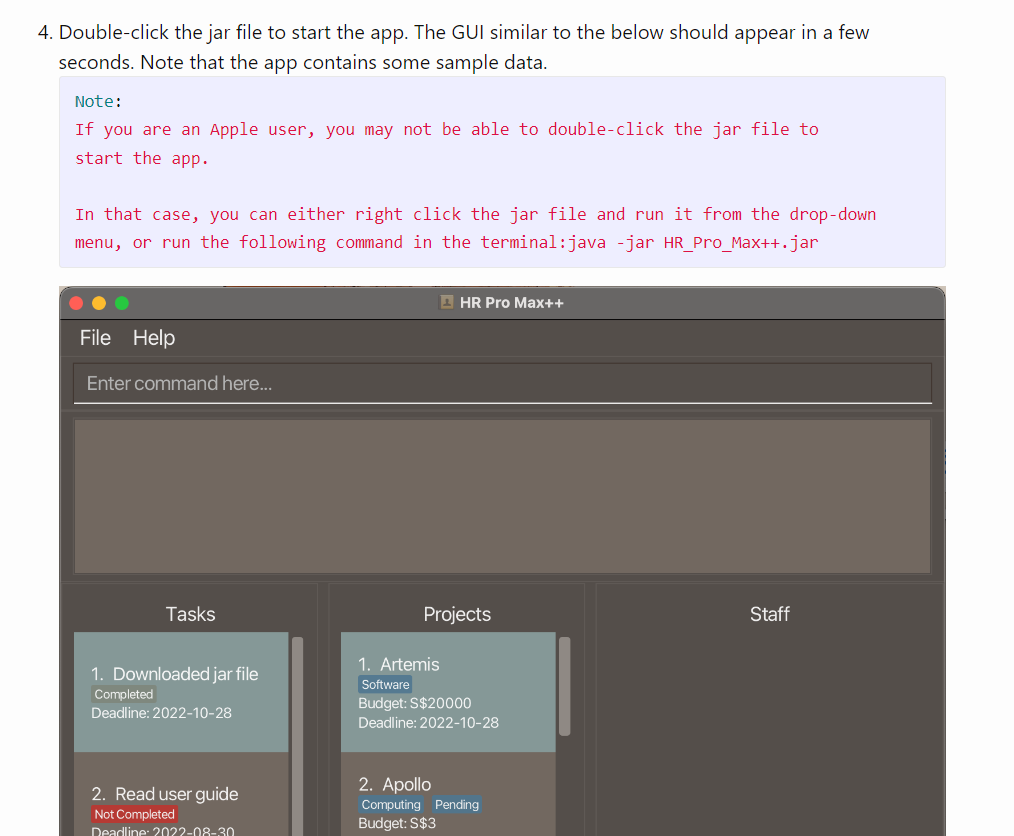 4. Double-click the jar file to start the app. The GUI similar to the below should appear in a few
seconds. Note that the app contains some sample data.
Note:
If you are an Apple user, you may not be able to double-click the jar file to
start the app.
In that case, you can either right click the jar file and run it from the drop-down
menu, or run the following command in the terminal:java -jar HR_Pro_Max++.jar
HR Pro Max++
File Help
Enter command here...
Tasks
1. Downloaded jar file
Completed
Deadline: 2022-10-28
2. Read user guide
Not Completed
Deadline: 2022-08-30
Projects
1. Artemis
Software
Budget: S$20000
Deadline: 2022-10-28
2. Apollo
Computing Pending
Budget: S$3
Staff